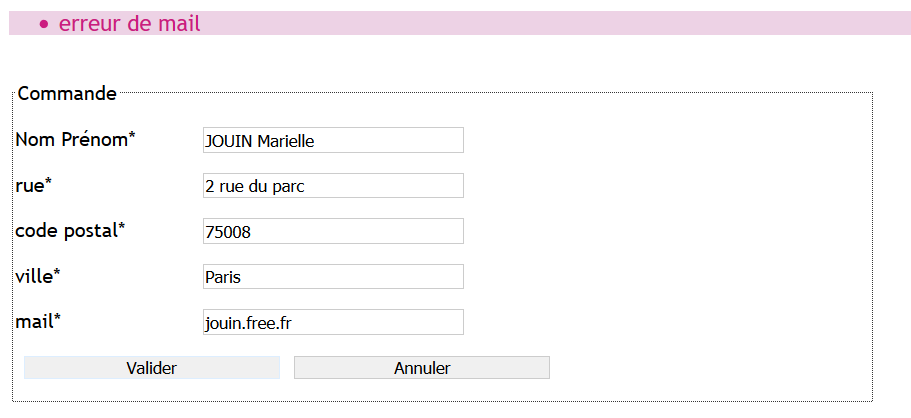 • erreur de mail
Commande
Nom Prénom* JOUIN Marielle
rue* 2 rue du parc
code postal* 75008
ville* Paris
mail* jouin.free.fr
Valider Annuler